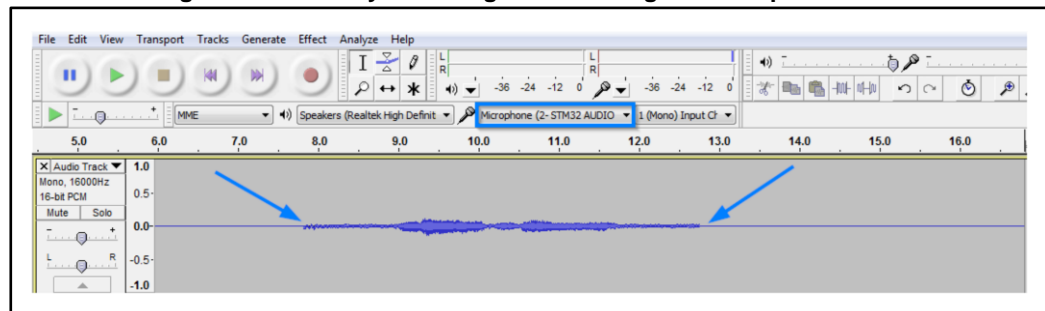 File Edit View Transport Tracks Generate Effect Analyze Help
L
R
-36 -24 -12 0
L
R
-36 -24 -12 0
MME
Speakers (Realtek High Definit
Microphone (2- STM32 AUDIO
1 (Mono) Input Ch
5.0 6.0 7.0 8.0 9.0 10.0 11.0 12.0 13.0 14.0 15.0 16.0
X Audio Track
Mono, 16000Hz
16-bit PCM
Mute Solo
- +
L R
1.0
0.5
0.0
-0.5
-1.0